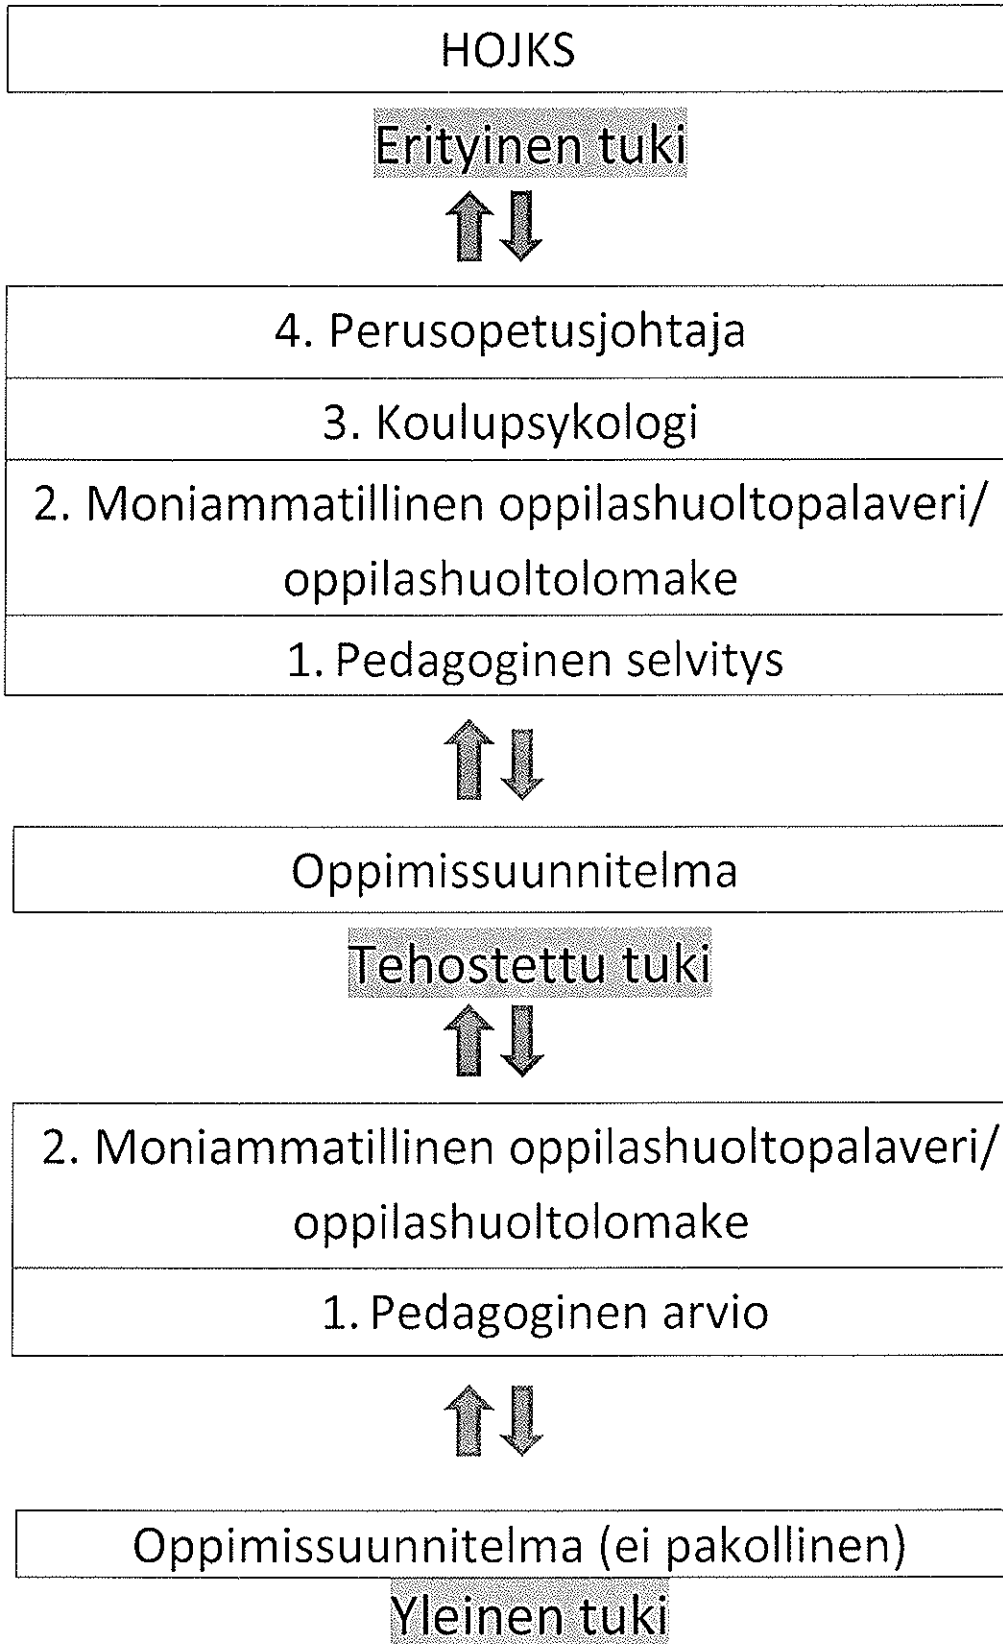 HOJKS
Erityinen tuki
4. Perusopetusjohtaja
3. Koulupsykologi
2. Moniammatillinen oppilashuoltopalaveri/
oppilashuoltolomake
1. Pedagoginen selvitys
Oppimissuunnitelma
Tehostettu tuki
2. Moniammatillinen oppilashuoltopalaveri/
oppilashuoltolomake
1. Pedagoginen arvio
Oppimissuunnitelma (ei pakollinen)
Yleinen tuki